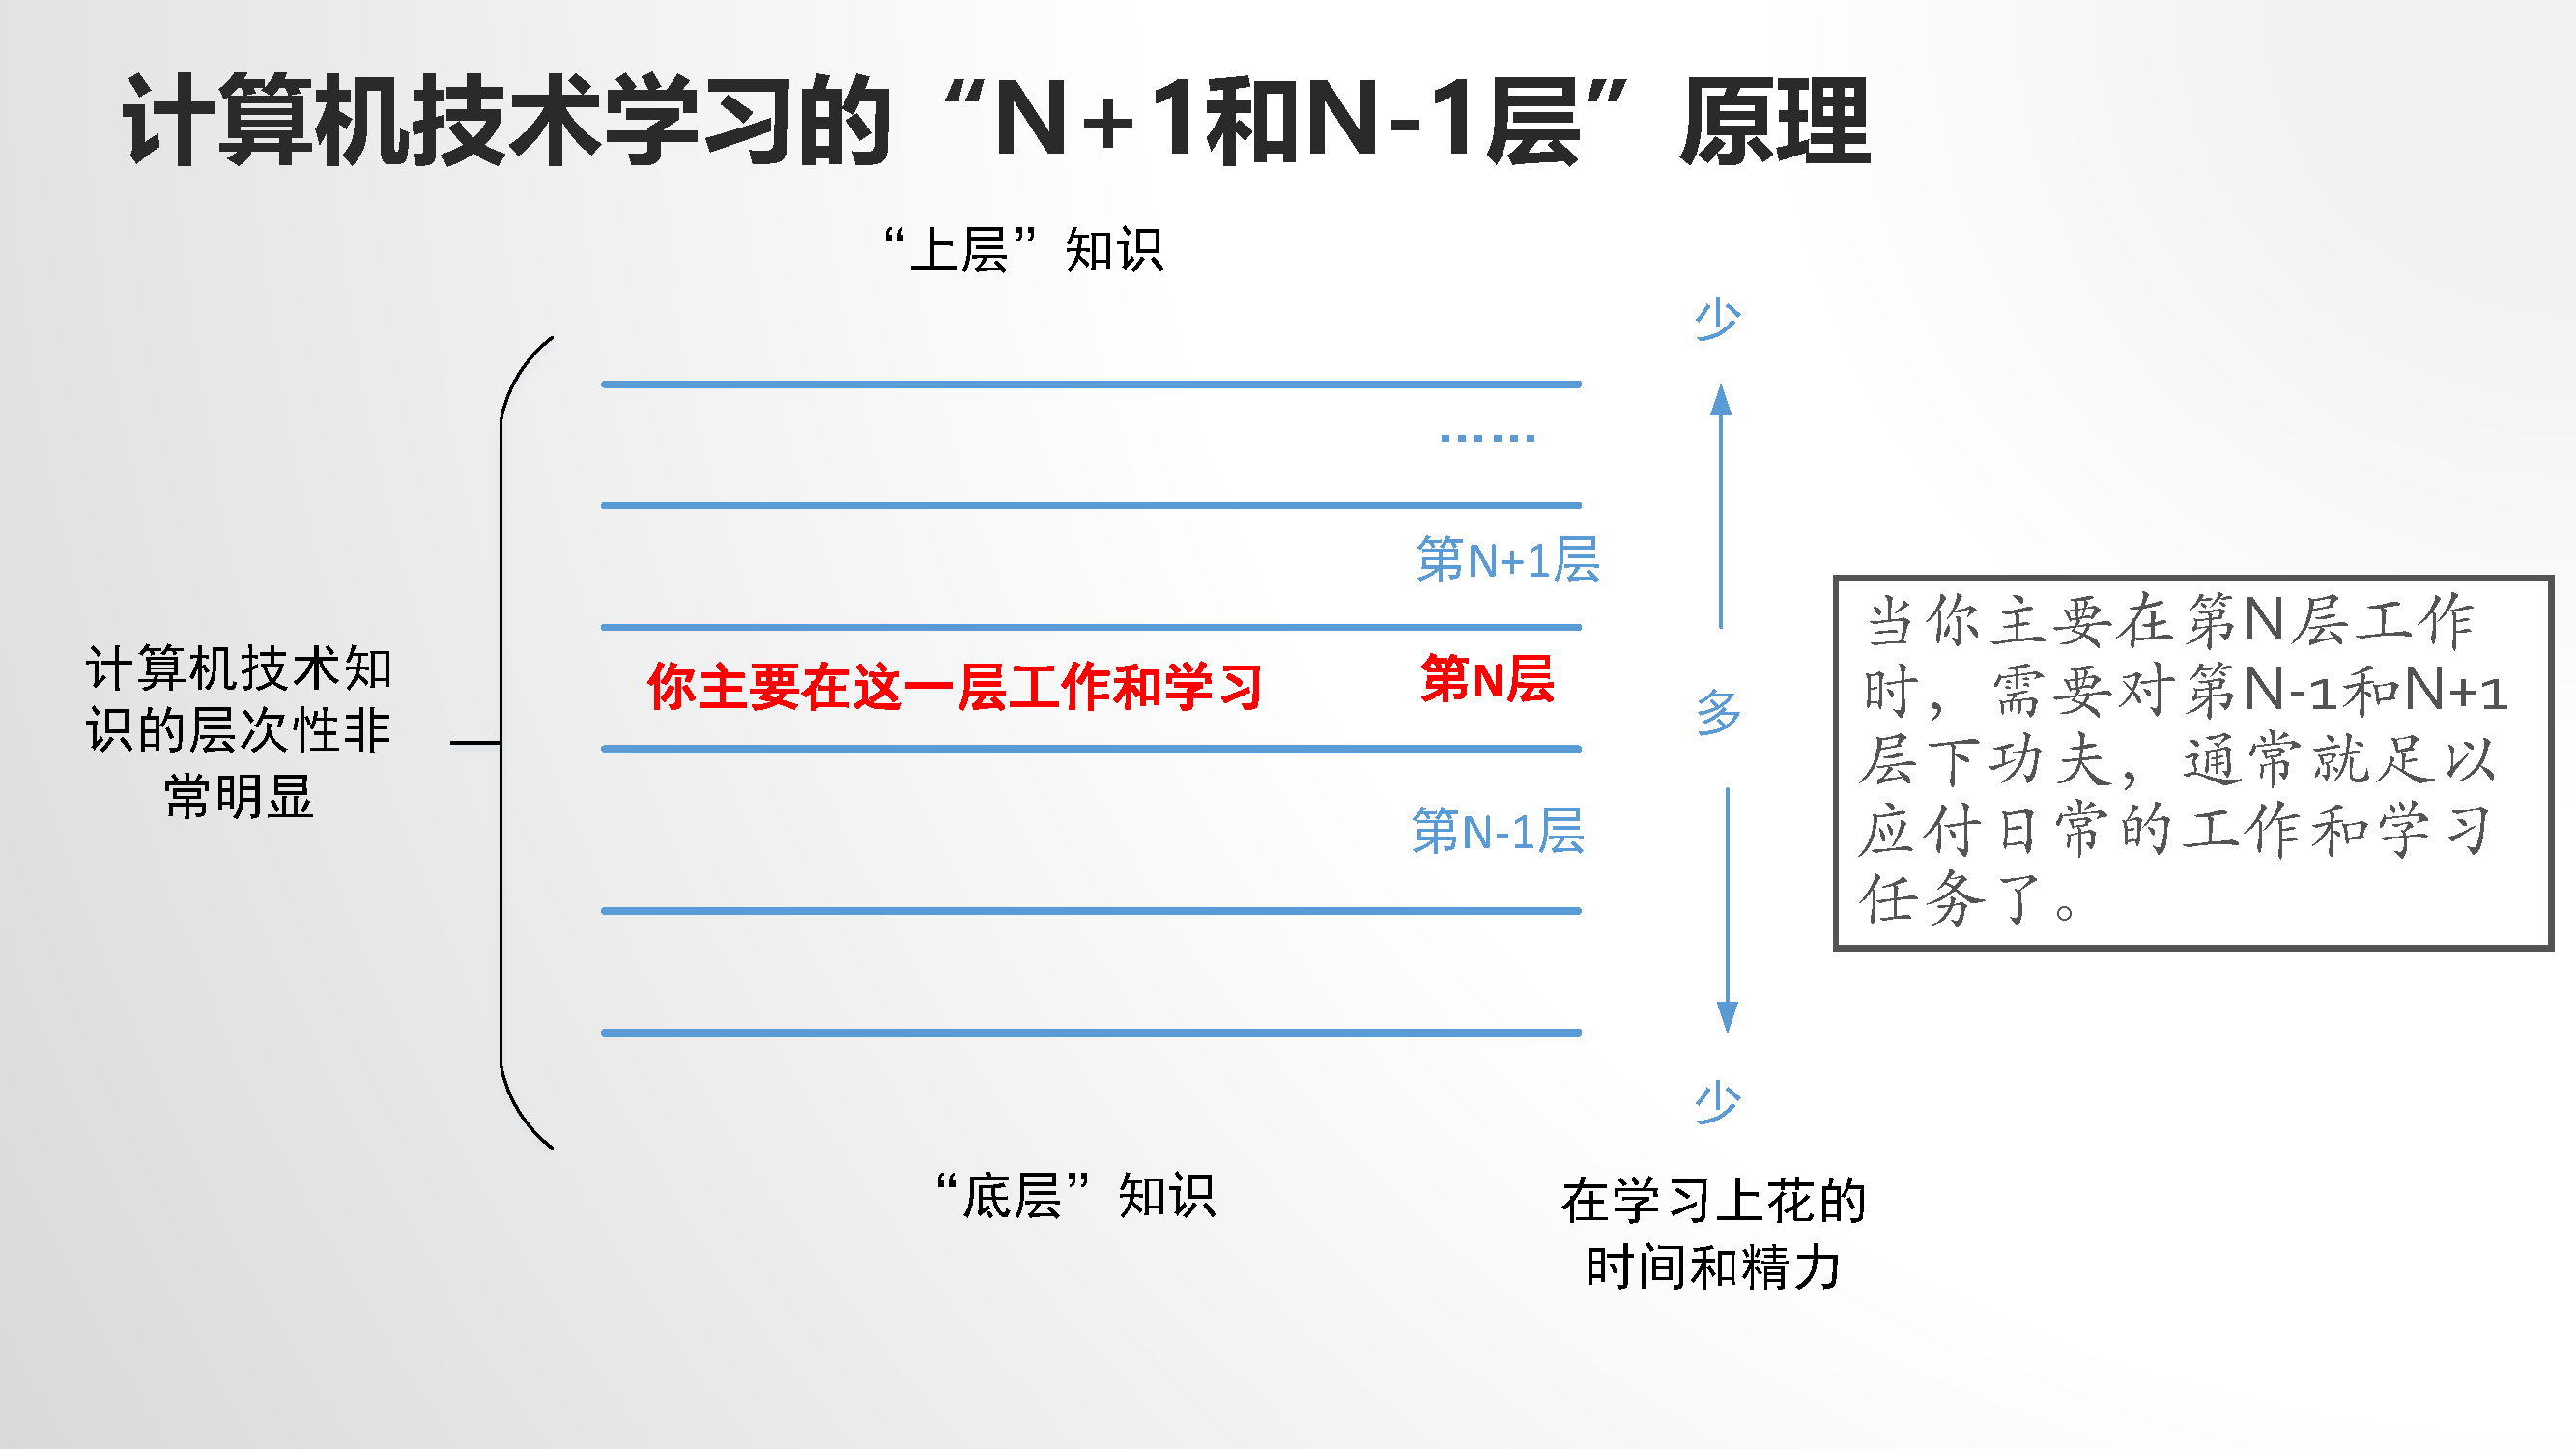 计算机技术学习的“N+1和N-1层”原理
“上层”知识
少
……
第N+1层
你主要在这一层工作和学习
第N层
多
第N-1层
少
“底层”知识
计算机技术知
识的层次性非
常明显
在学习上花的
时间和精力
当你主要在第N层工作
时，需要对第N-1和N+1
层下功夫，通常就足以
应付日常的工作和学习
任务了。